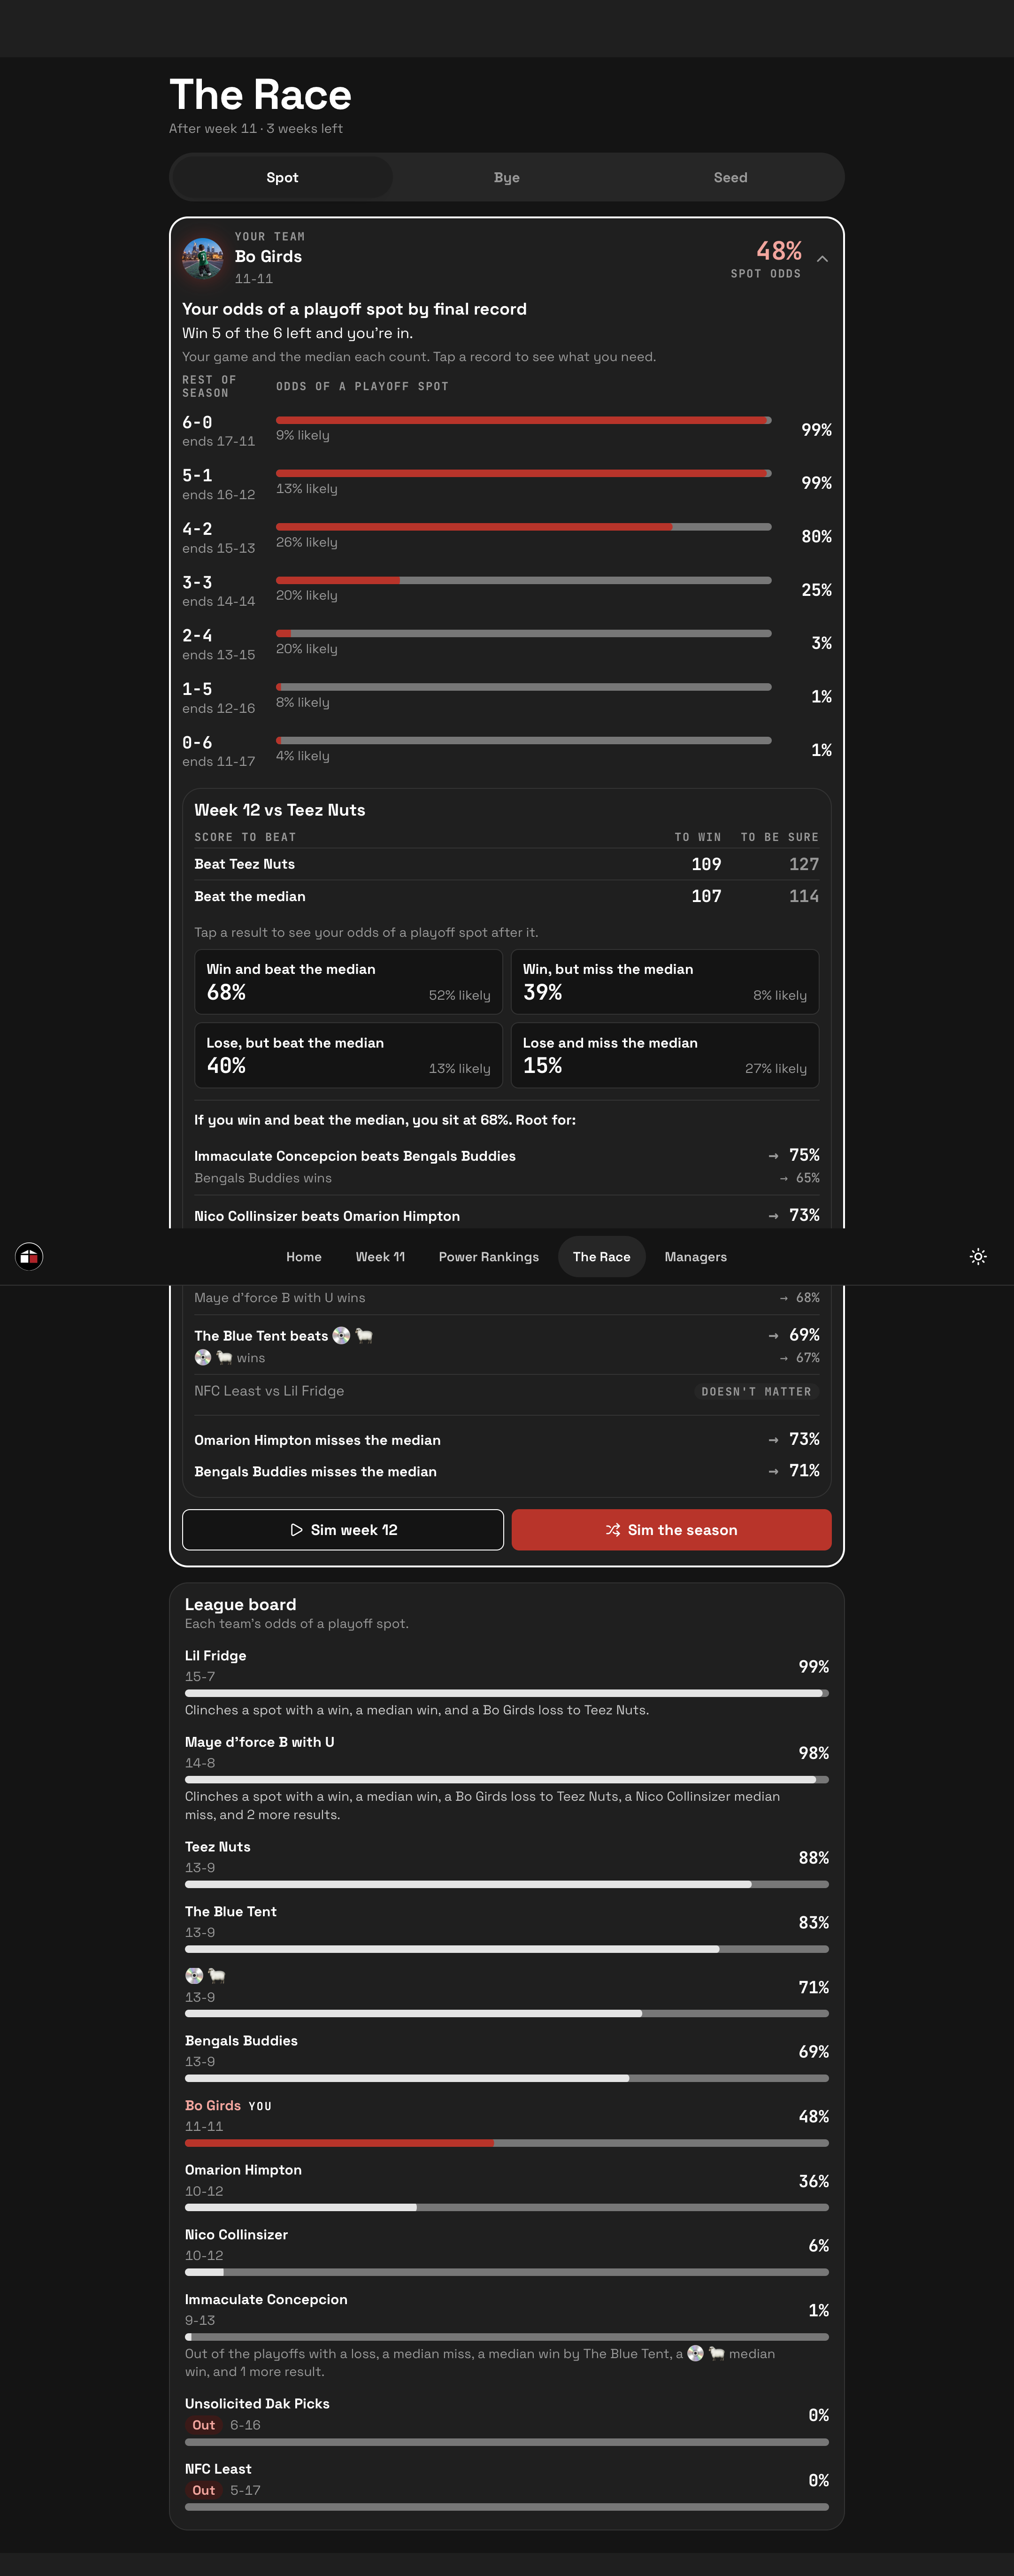 The Race
After week 11 · 3 weeks left
Spot
Bye
Seed
YOUR TEAM
Bo Girds
11-11
48%
SPOT ODDS
Your odds of a playoff spot by final record
Win 5 of the 6 left and you're in.
Your game and the median each count. Tap a record to see what you need.
REST OF SEASON
ODDS OF A PLAYOFF SPOT
6-0
ends 17-11
9% likely
99%
5-1
ends 16-12
13% likely
99%
4-2
ends 15-13
26% likely
80%
3-3
ends 14-14
20% likely
25%
2-4
ends 13-15
20% likely
3%
1-5
ends 12-16
8% likely
1%
0-6
ends 11-17
4% likely
1%
Week 12 vs Teez Nuts
SCORE TO BEAT TO WIN TO BE SURE
Beat Teez Nuts 109 127
Beat the median 107 114
Tap a result to see your odds of a playoff spot after it.
Win and beat the median
68% 52% likely
Win, but miss the median
39% 8% likely
Lose, but beat the median
40% 13% likely
Lose and miss the median
15% 27% likely
If you win and beat the median, you sit at 68%. Root for:
Immaculate Concepcion beats Bengals Buddies → 75%
Bengals Buddies wins → 65%
Nico Collinsizer beats Omarion Himpton → 73%
Home
Week 11
Power Rankings
The Race
Managers
Maye d'force B with U wins → 68%
The Blue Tent beats 💿 🐑 → 69%
💿 🐑 wins → 67%
NFC Least vs Lil Fridge DOESN'T MATTER
Omarion Himpton misses the median → 73%
Bengals Buddies misses the median → 71%
Sim week 12
Sim the season
League board
Each team's odds of a playoff spot.
Lil Fridge
15-7
99%
Clinches a spot with a win, a median win, and a Bo Girds loss to Teez Nuts.
Maye d'force B with U
14-8
98%
Clinches a spot with a win, a median win, a Bo Girds loss to Teez Nuts, a Nico Collinsizer median
miss, and 2 more results.
Teez Nuts
13-9
88%
The Blue Tent
13-9
83%
💿 🐑
13-9
71%
Bengals Buddies
13-9
69%
Bo Girds YOU
11-11
48%
Omarion Himpton
10-12
36%
Nico Collinsizer
10-12
6%
Immaculate Concepcion
9-13
1%
Out of the playoffs with a loss, a median miss, a median win by The Blue Tent, a 💿 🐑 median
win, and 1 more result.
Unsolicited Dak Picks
Out 6-16
0%
NFC Least
Out 5-17
0%